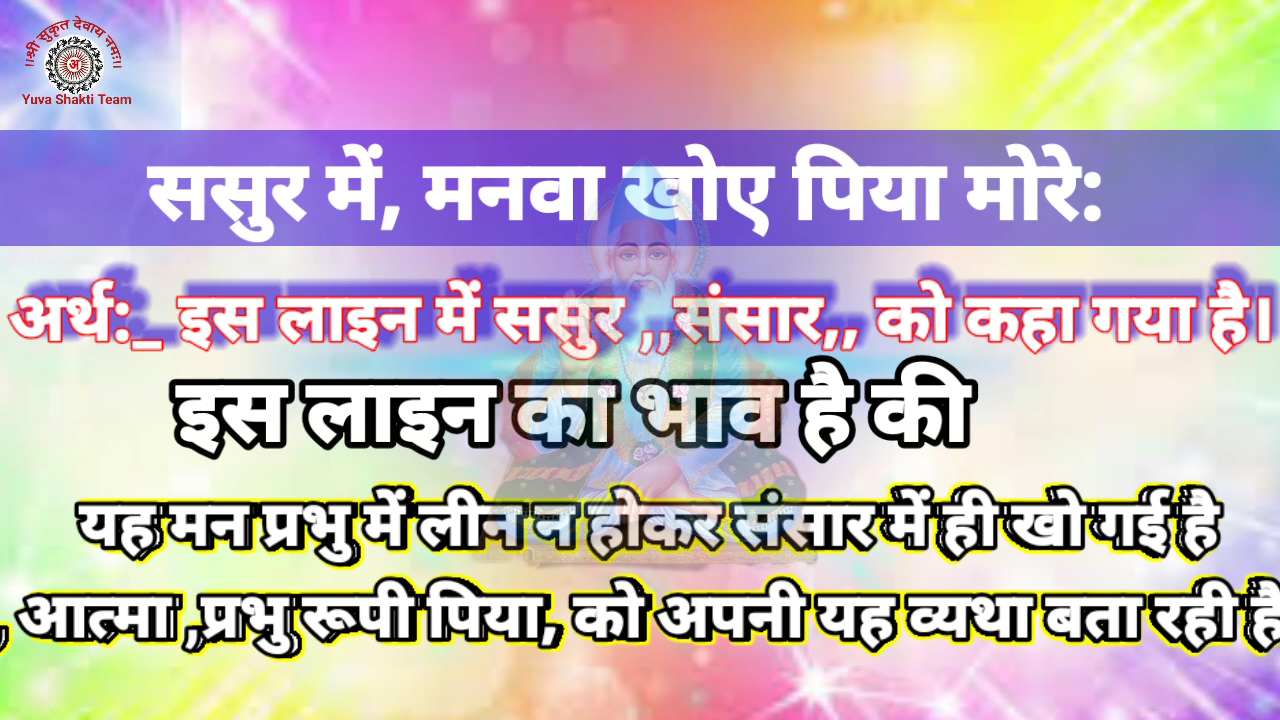 ॥श्री सुकृत देवाय नमः॥
अ
Yuva Shakti Team
ससुर में, मनवा खोए पिया मोरे:
अर्थ:_ इस लाइन में ससुर ,,संसार,, को कहा गया है।
इस लाइन का भाव है की
यह मन प्रभु में लीन न होकर संसार में ही खो गई है
, आत्मा ,प्रभु रूपी पिया, को अपनी यह व्यथा बता रही है